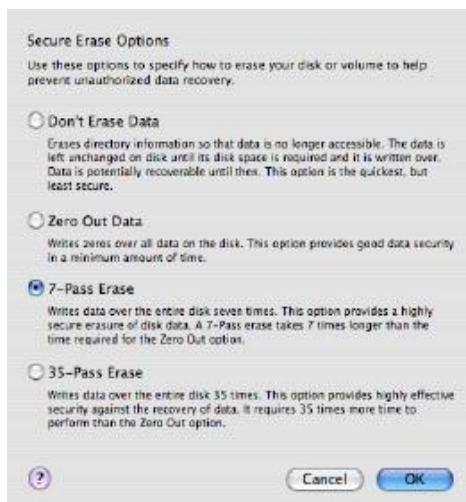 Secure Erase Options
Use these options to specify how to erase your disk or volume to help
prevent unauthorized data recovery.
Don't Erase Data
Erases directory information so that data is no longer accessible. The data is
left unchanged on disk until its disk space is required and it is written over.
Data is potentially recoverable until then. This option is the quickest, but
least secure.
Zero Out Data
Writes zeros over all data on the disk. This option provides good data security
in a minimum amount of time.
7-Pass Erase
Writes data over the entire disk seven times. This option provides a highly
secure erasure of disk data. A 7-Pass erase takes 7 times longer than the
time required for the Zero Out option.
35-Pass Erase
Writes data over the entire disk 35 times. This option provides highly effective
security against the recovery of data. It requires 35 times more time to
perform than the Zero Out option.
?
Cancel
OK